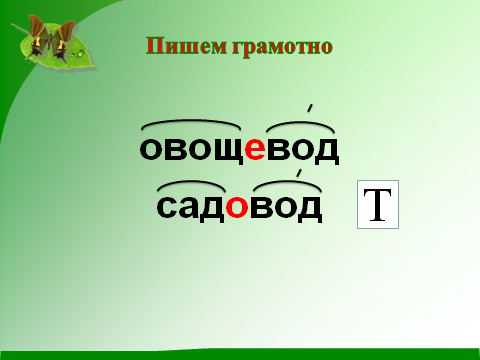 Пишем грамотно
овощевод
садовод Т